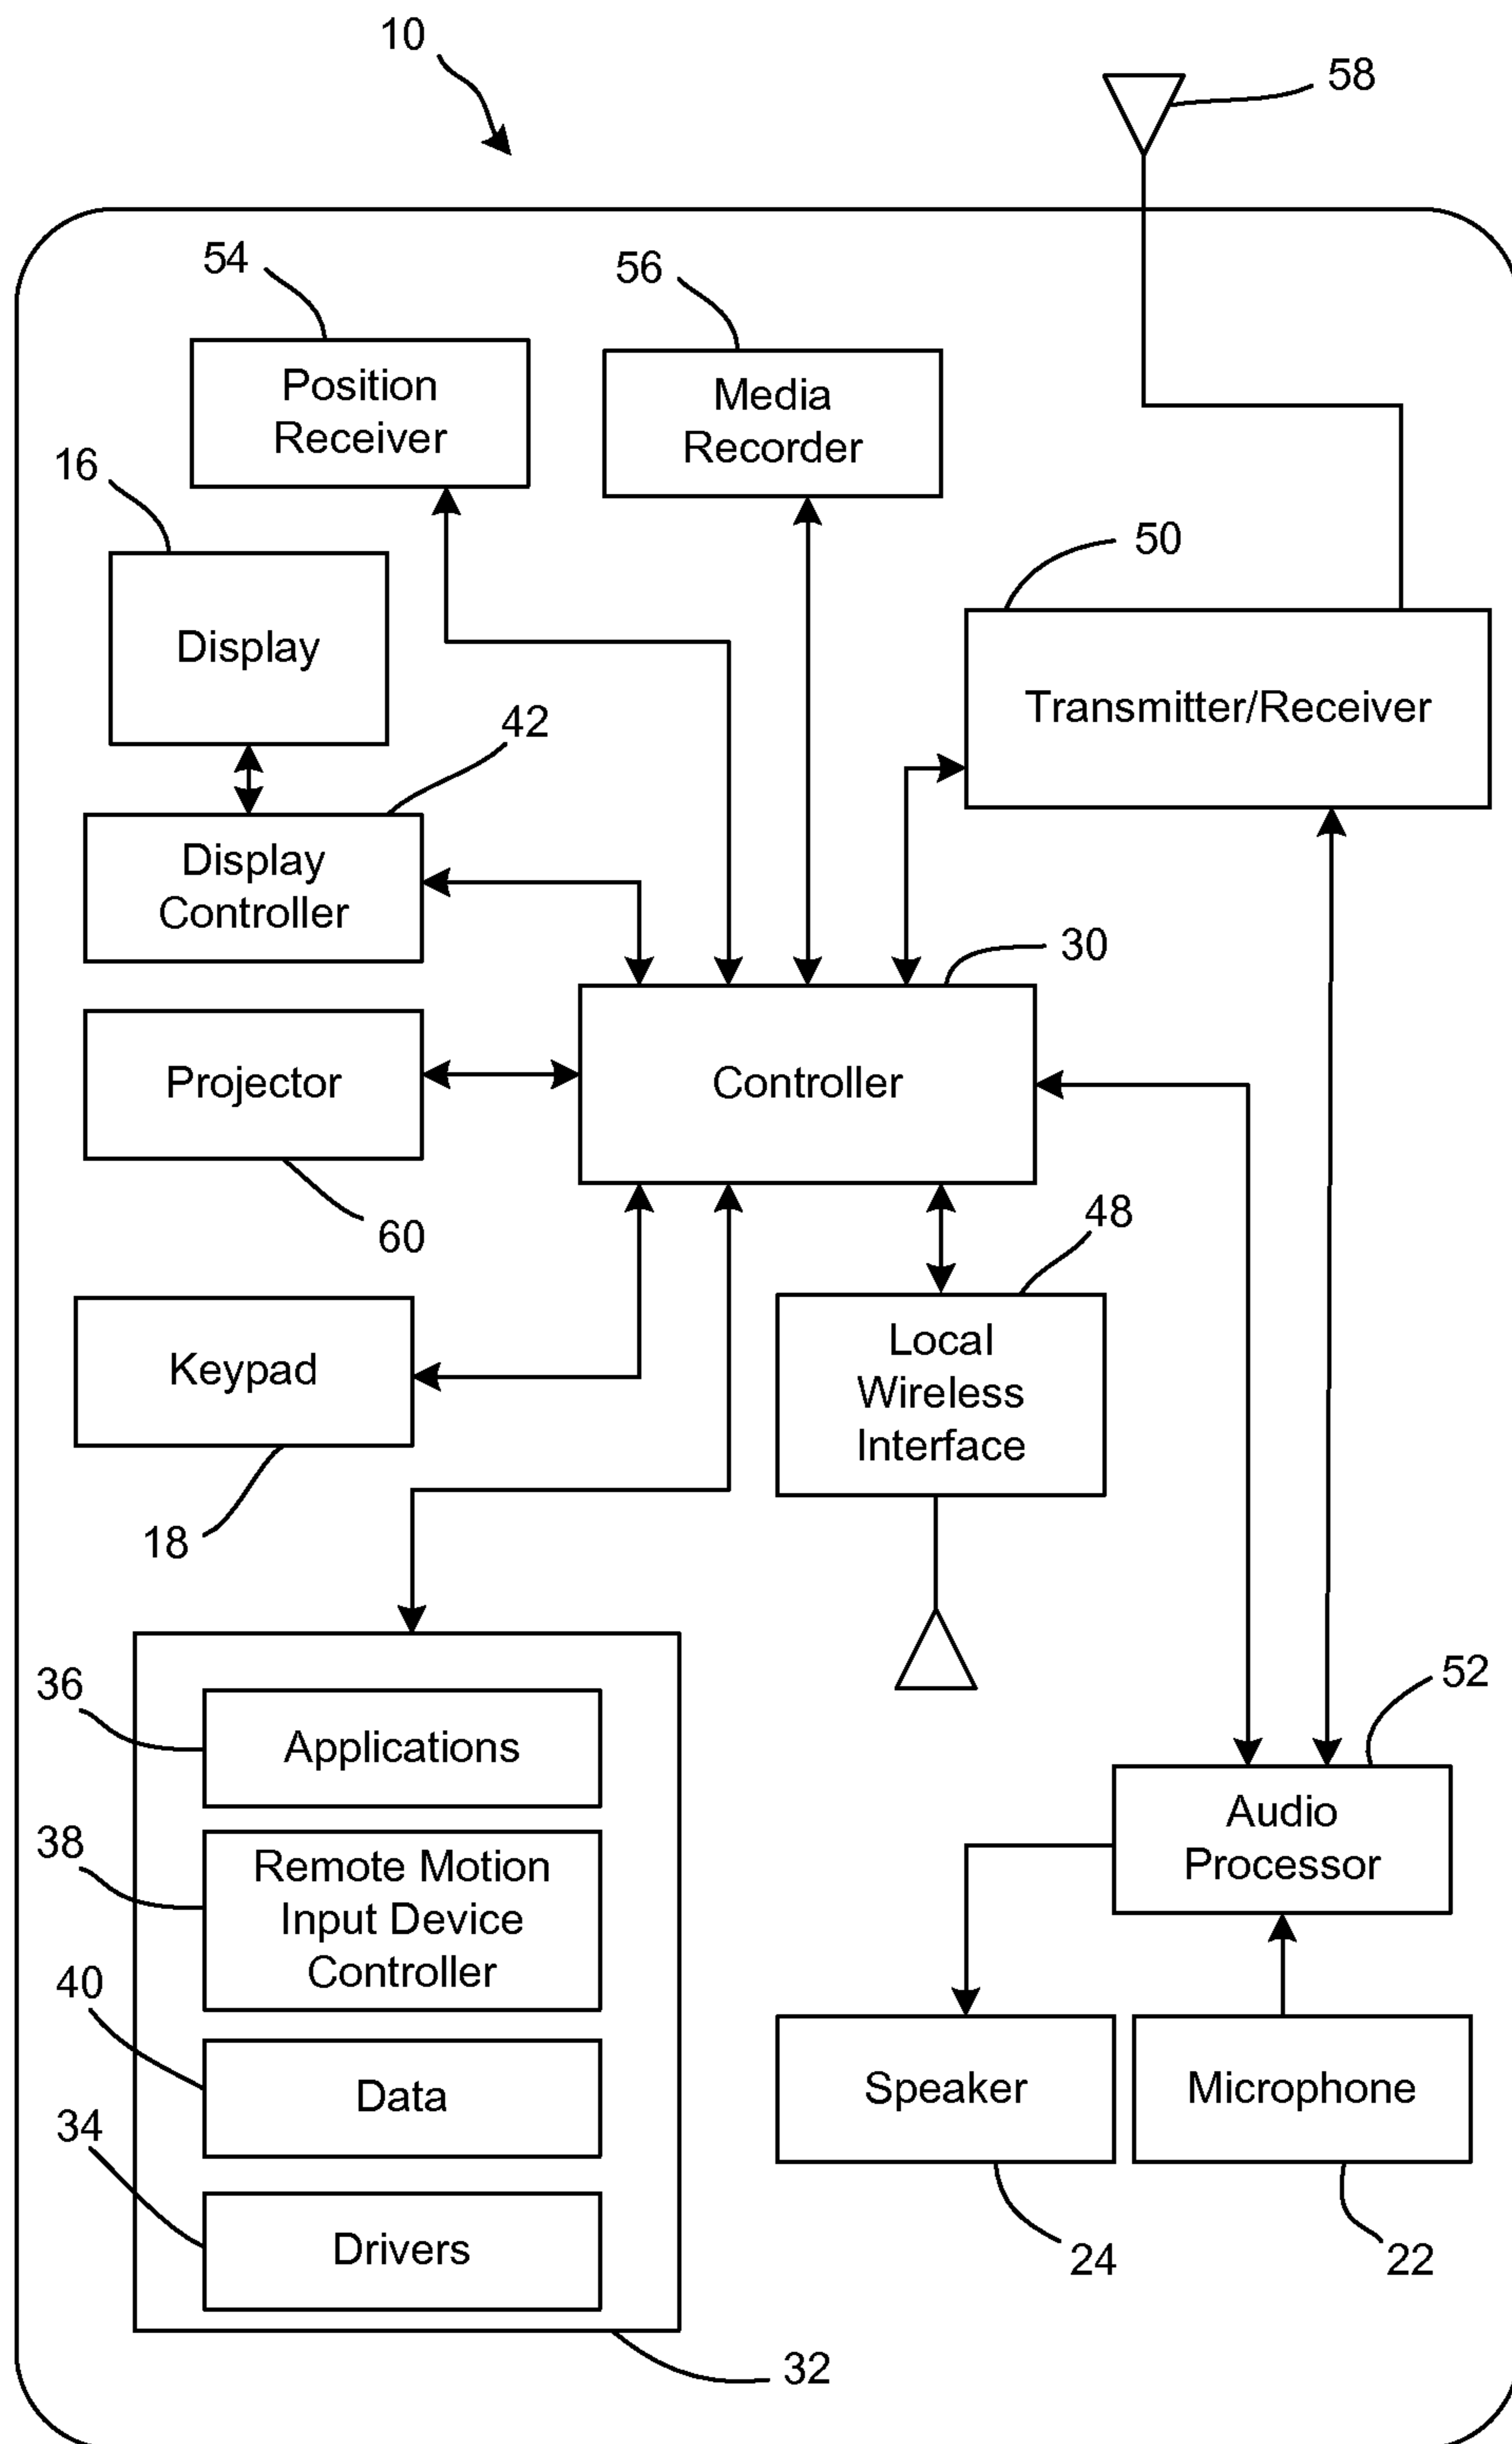 10
58
54
56
Position
Receiver
Media
Recorder
16
50
Display
Transmitter/Receiver
42
Display
Controller
30
Projector
Controller
60
48
Keypad
Local
Wireless
Interface
18
36
Applications
52
38
Remote Motion
Input Device
Controller
Audio
Processor
40
Data
Speaker
Microphone
34
Drivers
24
22
32